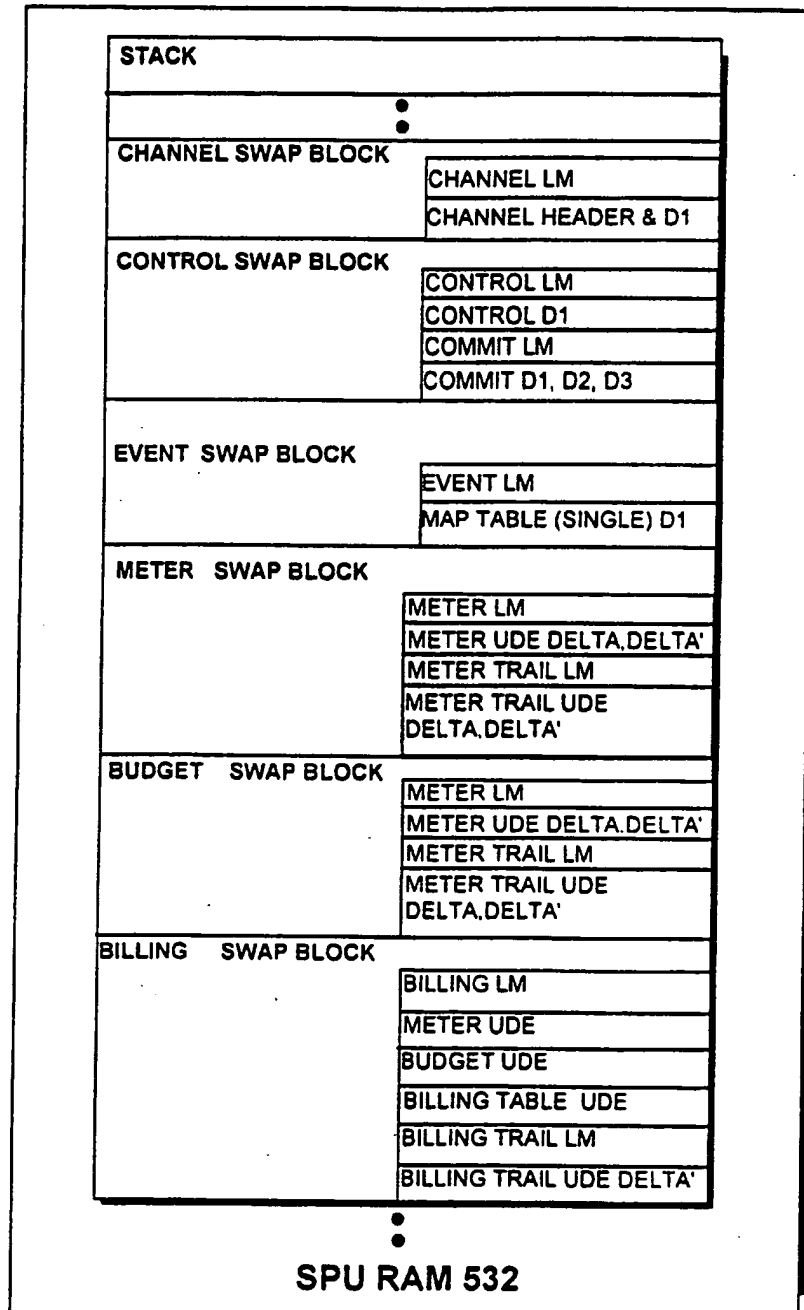 STACK
CHANNEL SWAP BLOCK
CHANNEL LM
CHANNEL HEADER & D1
CONTROL SWAP BLOCK
CONTROL LM
CONTROL D1
COMMIT LM
COMMIT D1, D2, D3
EVENT SWAP BLOCK
EVENT LM
MAP TABLE (SINGLE) D1
METER SWAP BLOCK
METER LM
METER UDE DELTA,DELTA'
METER TRAIL LM
METER TRAIL UDE
DELTA,DELTA'
BUDGET SWAP BLOCK
METER LM
METER UDE DELTA.DELTA'
METER TRAIL LM
METER TRAIL UDE
DELTA,DELTA'
BILLING SWAP BLOCK
BILLING LM
METER UDE
BUDGET UDE
BILLING TABLE UDE
BILLING TRAIL LM
BILLING TRAIL UDE DELTA'
SPU RAM 532